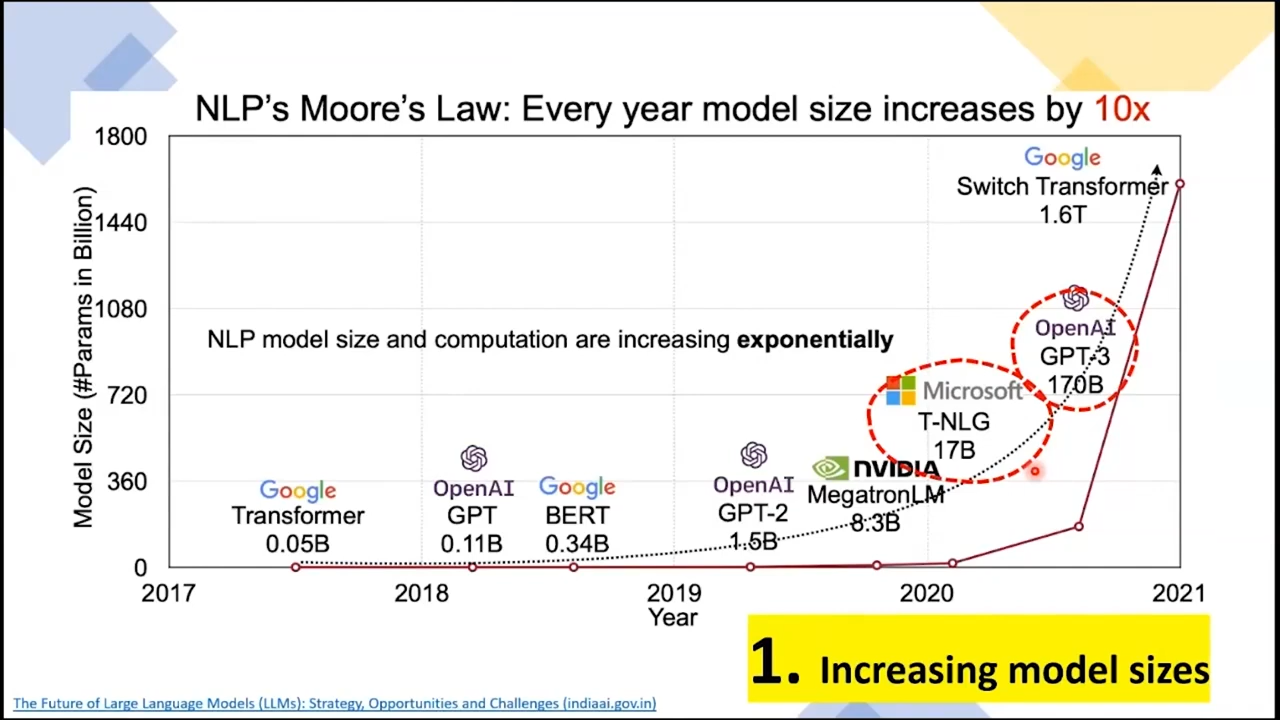 NLP's Moore's Law: Every year model size increases by 10x
1800
1440
1080
720
360
0
Model Size (#Params in Billion)
Google
Switch Transformer
1.6T
OpenAI
GPT-3
170B
NLP model size and computation are increasing exponentially
Microsoft
T-NLG
17B
NVIDIA
MegatronLM
8.3B
OpenAI
GPT-2
1.5B
Google
BERT
0.34B
OpenAI
GPT
0.11B
Google
Transformer
0.05B
2017 2018 2019 2020 2021
Year
1. Increasing model sizes
The Future of Large Language Models (LLMs): Strategy, Opportunities and Challenges (indiaai.gov.in)